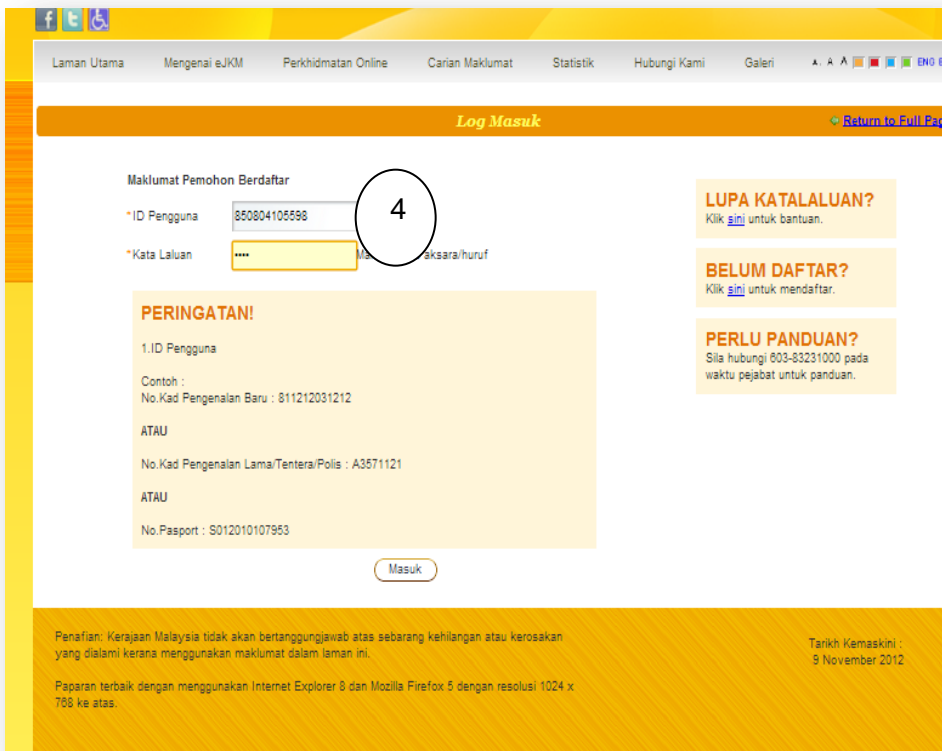 Laman Utama Mengenai eJKM Perkhidmatan Online Carian Maklumat Statistik Hubungi Kami Galeri A- A A ENG
Log Masuk
Return to Full Pag
Maklumat Pemohon Berdaftar
*ID Pengguna 850804105598
4
*Kata Laluan •••• Ma aksara/huruf
PERINGATAN!
1.ID Pengguna
Contoh :
No.Kad Pengenalan Baru : 811212031212
ATAU
No.Kad Pengenalan Lama/Tentera/Polis : A3571121
ATAU
No.Pasport : S012010107953
Masuk
LUPA KATALALUAN?
Klik sini untuk bantuan.
BELUM DAFTAR?
Klik sini untuk mendaftar.
PERLU PANDUAN?
Sila hubungi 603-83231000 pada
waktu pejabat untuk panduan.
Penafian: Kerajaan Malaysia tidak akan bertanggungjawab atas sebarang kehilangan atau kerosakan
yang dialami kerana menggunakan maklumat dalam laman ini.
Paparan terbaik dengan menggunakan Internet Explorer 8 dan Mozilla Firefox 5 dengan resolusi 1024 x
768 ke atas.
Tarikh Kemaskini :
9 November 2012